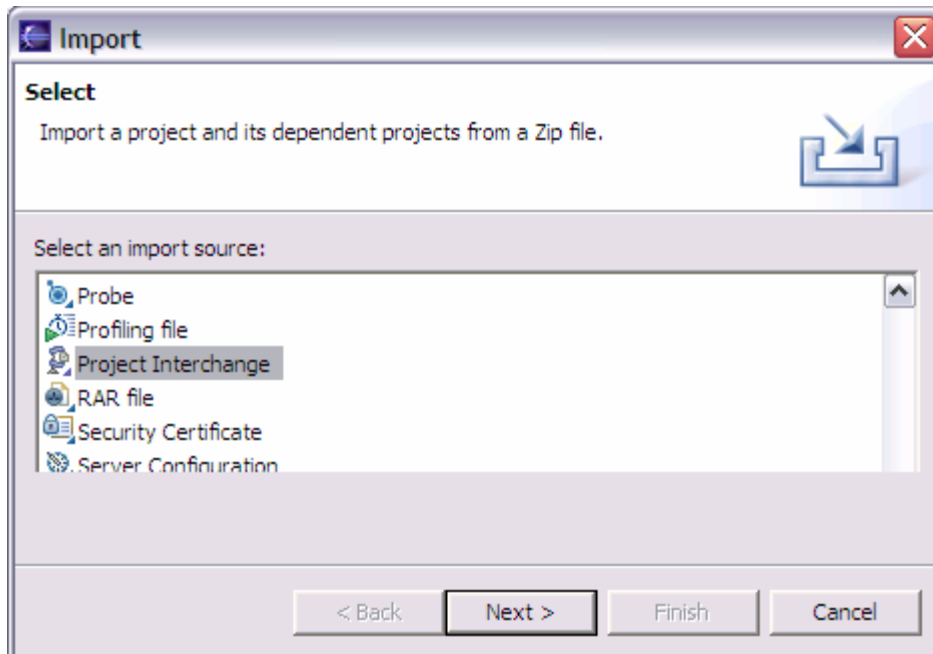 Import
Select
Import a project and its dependent projects from a Zip file.
Select an import source:
Probe
Profiling file
Project Interchange
RAR file
Security Certificate
Server Configuration
< Back Next > Finish Cancel